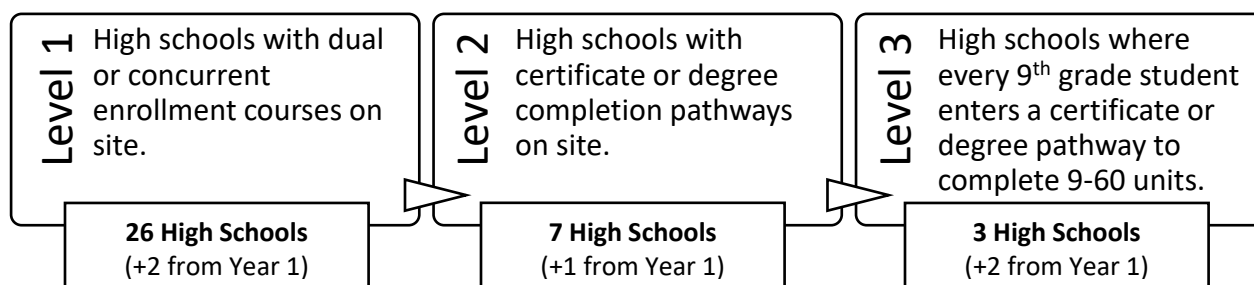 Level 1
High schools with dual
or concurrent
enrollment courses on
site.
26 High Schools
(+2 from Year 1)
Level 2
High schools with
certificate or degree
completion pathways
on site.
7 High Schools
(+1 from Year 1)
Level 3
High schools where
every 9th grade student
enters a certificate or
degree pathway to
complete 9-60 units.
3 High Schools
(+2 from Year 1)